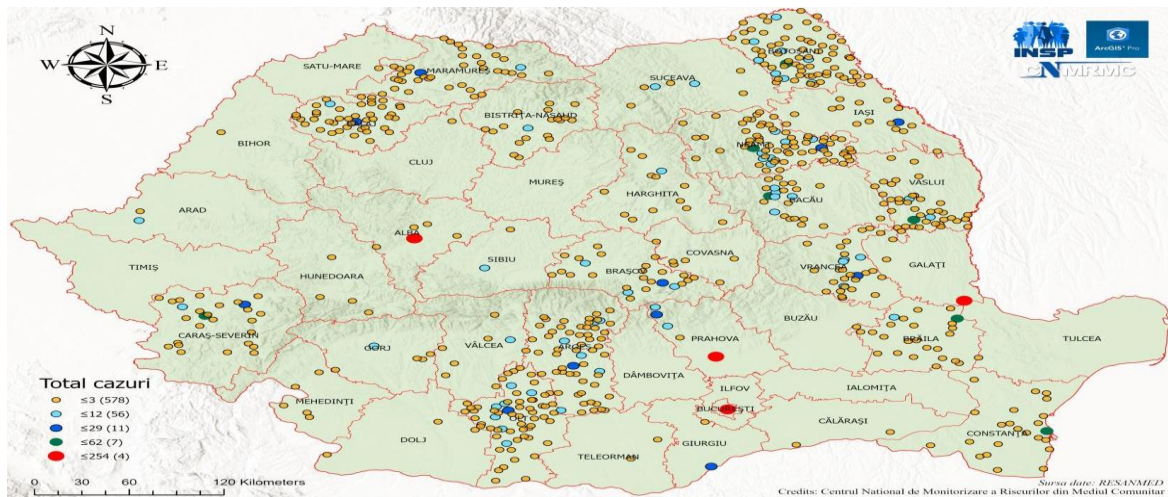 N
W E
S
INSP
CNMRMC
ArcGIS Pro
SATU-MARE
MARAMUREȘ
SUCEAVA
BOTOȘANI
IAȘI
BISTRIȚA-NĂSĂUD
BIHOR
CLUJ
NEAMȚ
MUREȘ
HARGHITA
BACĂU
VASLUI
ARAD
ALBA
TIMIȘ
HUNEDOARA
SIBIU
BRAȘOV
COVASNA
VRANCEA
GALAȚI
CARAȘ-SEVERIN
GORJ
VÂLCEA
ARGEȘ
PRAHOVA
BUZĂU
BRĂILA
TULCEA
DÂMBOVIȚA
MEHEDINȚI
ILFOV
IALOMIȚA
BUCUREȘTI
OLT
DOLJ
CĂLĂRAȘI
CONSTANȚA
GIURGIU
TELEORMAN
Total cazuri
≤3 (578)
≤12 (56)
≤29 (11)
≤62 (7)
≤254 (4)
0 30 60 120 Kilometers
Sursa date: RESANMED
Credits: Centrul National de Monitorizare a Riscurilor din Mediul Comunitar